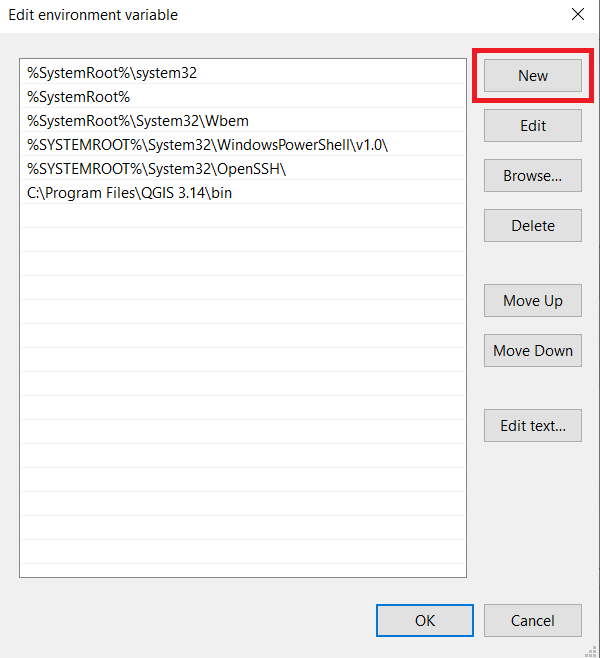 Edit environment variable
%SystemRoot%\system32
%SystemRoot%
%SystemRoot%\System32\Wbem
%SYSTEMROOT%\System32\WindowsPowerShell\v1.0\
%SYSTEMROOT%\System32\OpenSSH\
C:\Program Files\QGIS 3.14\bin
New
Edit
Browse...
Delete
Move Up
Move Down
Edit text...
OK
Cancel